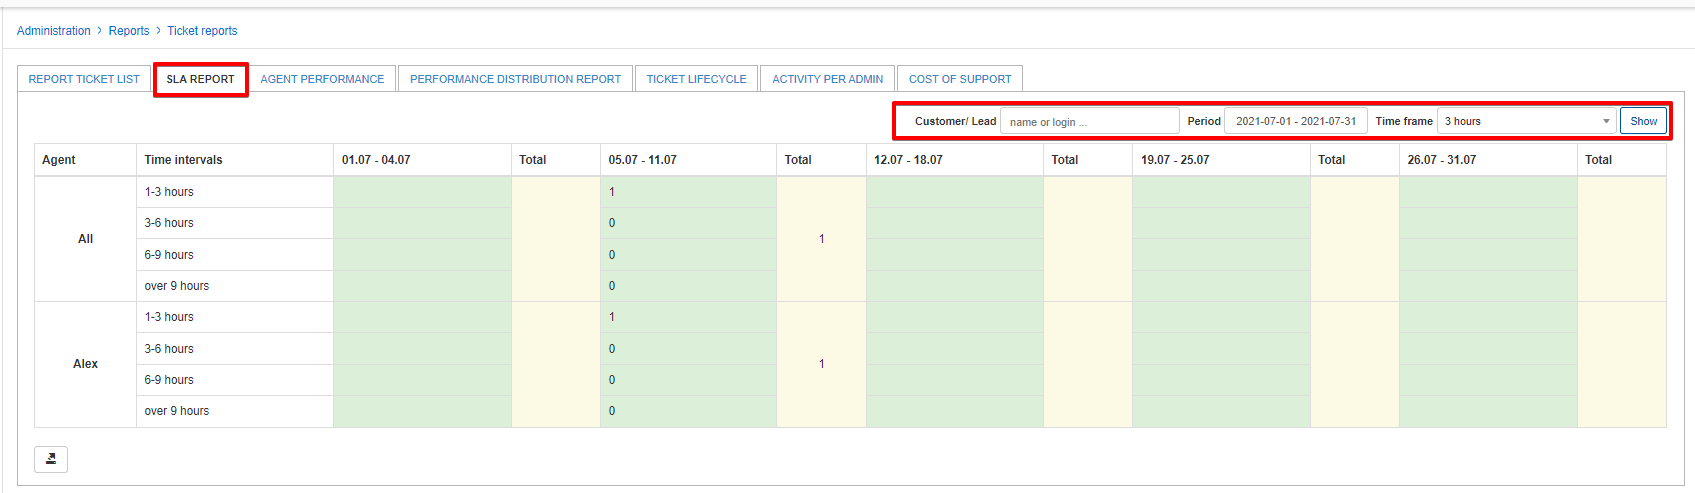 Administration > Reports > Ticket reports
REPORT TICKET LIST SLA REPORT AGENT PERFORMANCE PERFORMANCE DISTRIBUTION REPORT TICKET LIFECYCLE ACTIVITY PER ADMIN COST OF SUPPORT
Customer/ Lead name or login ... Period 2021-07-01 - 2021-07-31 Time frame 3 hours Show
Agent Time intervals 01.07 - 04.07 Total 05.07 - 11.07 Total 12.07 - 18.07 Total 19.07 - 25.07 Total 26.07 - 31.07 Total
All
1-3 hours 1
3-6 hours 0
1
6-9 hours 0
over 9 hours 0
Alex
1-3 hours 1
3-6 hours 0
1
6-9 hours 0
over 9 hours 0